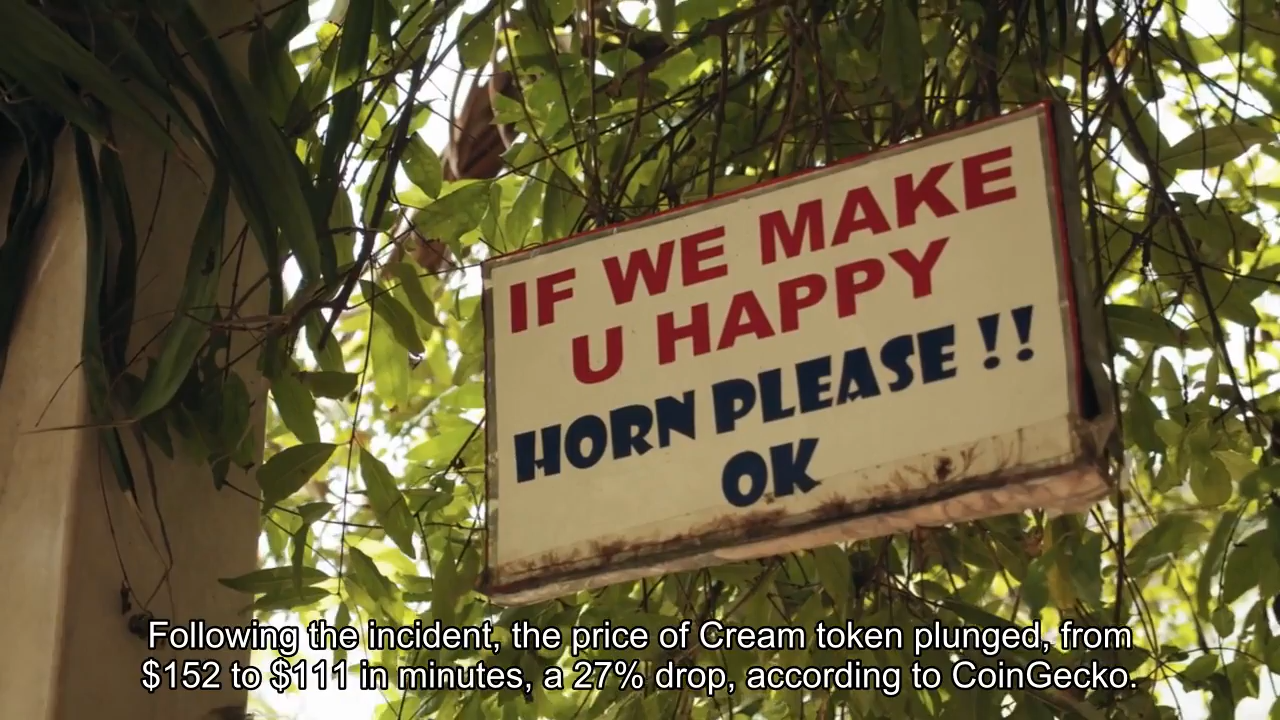 IF WE MAKE
U HAPPY
HORN PLEASE !!
OK
Following the incident, the price of Cream token plunged, from
$152 to $111 in minutes, a 27% drop, according to CoinGecko.